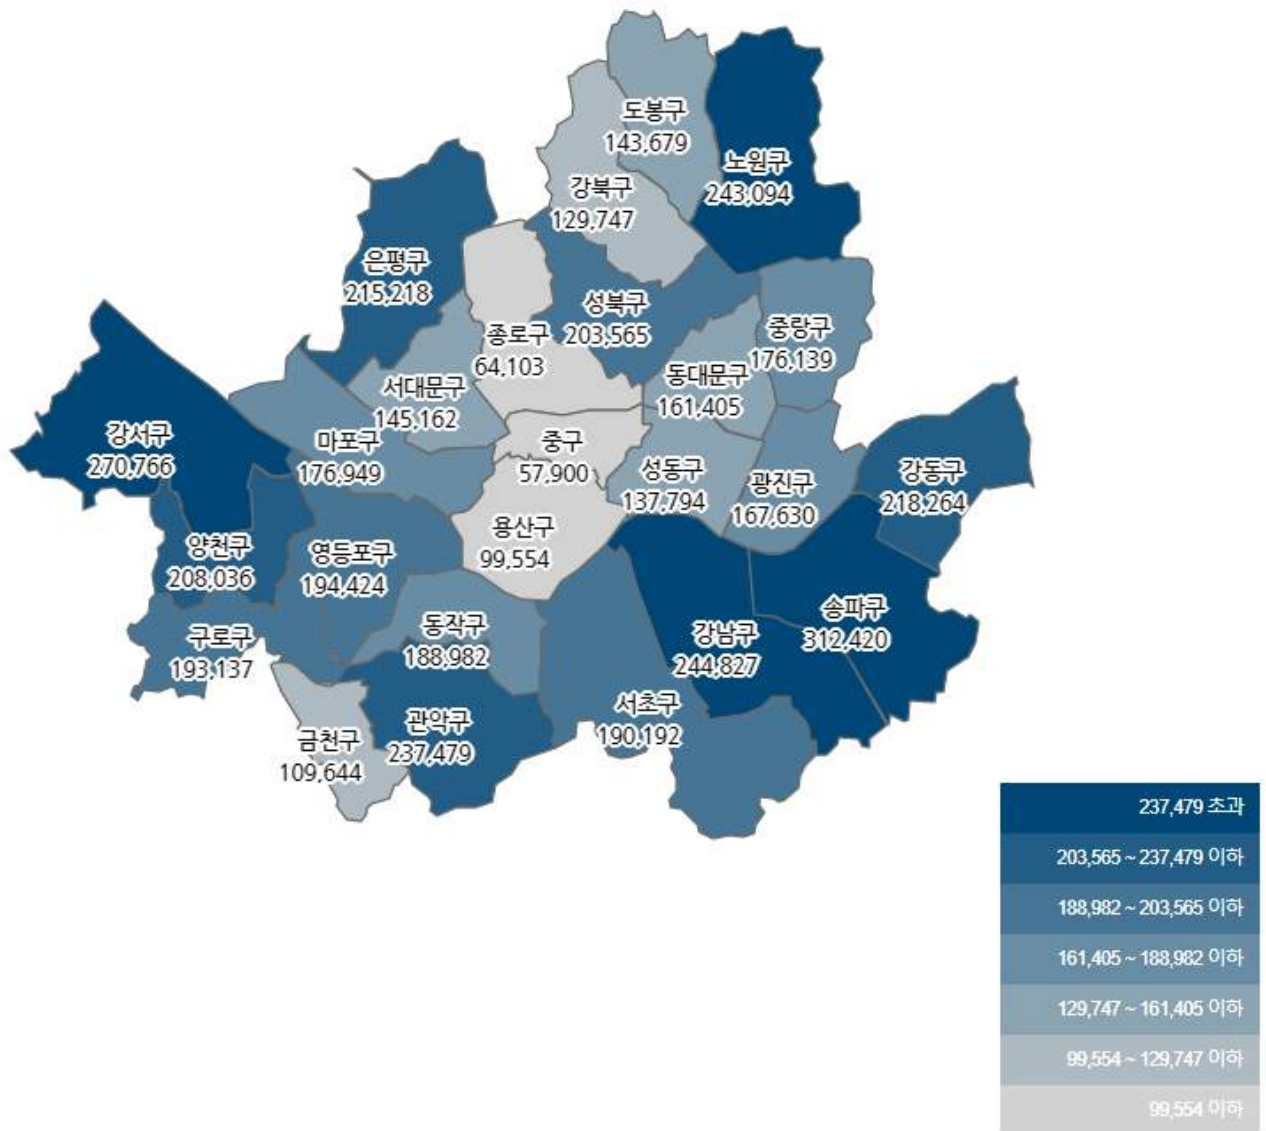 도봉구
143,679
노원구
243,094
강북구
129,747
은평구
215,218
성북구
203,565
종로구
64,103
중랑구
176,139
동대문구
161,405
서대문구
145,162
강서구
270,766
마포구
176,949
중구
57,900
성동구
137,794
광진구
167,630
강동구
218,264
양천구
208,036
영등포구
194,424
용산구
99,554
구로구
193,137
동작구
188,982
강남구
244,827
송파구
312,420
서초구
190,192
관악구
237,479
금천구
109,644
237,479 초과
203,565 ~ 237,479 이하
188,982 ~ 203,565 이하
161,405 ~ 188,982 이하
129,747 ~ 161,405 이하
99,554 ~ 129,747 이하
99,554 이하